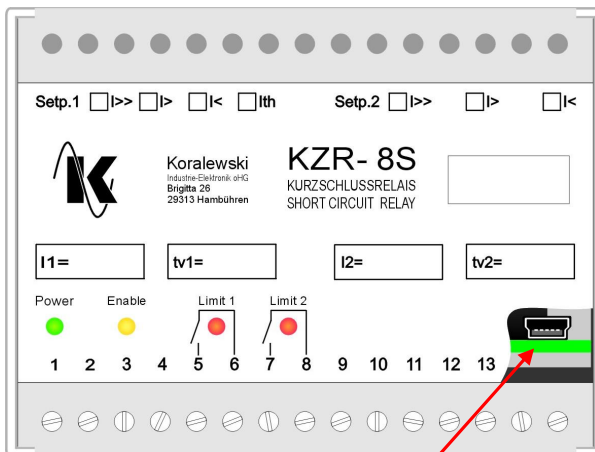 Setp.1 I>> I> I< Ith Setp.2 I>> I> I<
K
Koralewski
Industrie-Elektronik oHG
Brigitta 26
29313 Hambühren
KZR- 8S
KURZSCHLUSSRELAIS
SHORT CIRCUIT RELAY
I1= tv1= I2= tv2=
Power Enable Limit 1 Limit 2
1 2 3 4 5 6 7 8 9 10 11 12 13